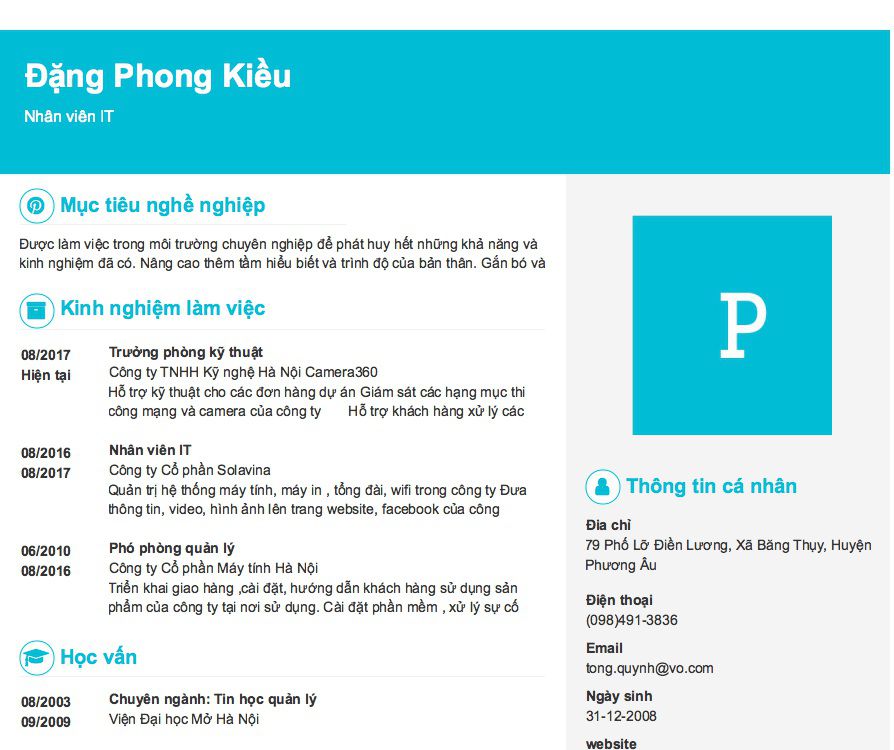 Đặng Phong Kiều
Nhân viên IT
Mục tiêu nghề nghiệp
Được làm việc trong môi trường chuyên nghiệp để phát huy hết những khả năng và
kinh nghiệm đã có. Nâng cao thêm tầm hiểu biết và trình độ của bản thân. Gắn bó và
Kinh nghiệm làm việc
08/2017
Hiện tại
Trưởng phòng kỹ thuật
Công ty TNHH Kỹ nghệ Hà Nội Camera360
Hỗ trợ kỹ thuật cho các đơn hàng dự án Giám sát các hạng mục thi
công mạng và camera của công ty Hỗ trợ khách hàng xử lý các
08/2016
08/2017
Nhân viên IT
Công ty Cổ phần Solavina
Quản trị hệ thống máy tính, máy in , tổng đài, wifi trong công ty Đưa
thông tin, video, hình ảnh lên trang website, facebook của công
06/2010
08/2016
Phó phòng quản lý
Công ty Cổ phần Máy tính Hà Nội
Triển khai giao hàng ,cài đặt, hướng dẫn khách hàng sử dụng sản
phẩm của công ty tại nơi sử dụng. Cài đặt phần mềm , xử lý sự cố
Học vấn
08/2003
09/2009
Chuyên ngành: Tin học quản lý
Viện Đại học Mở Hà Nội
P
Thông tin cá nhân
Địa chỉ
79 Phố Lỡ Điền Lương, Xã Băng Thụy, Huyện
Phương Âu
Điện thoại
(098)491-3836
Email
tong.quynh@vo.com
Ngày sinh
31-12-2008
website